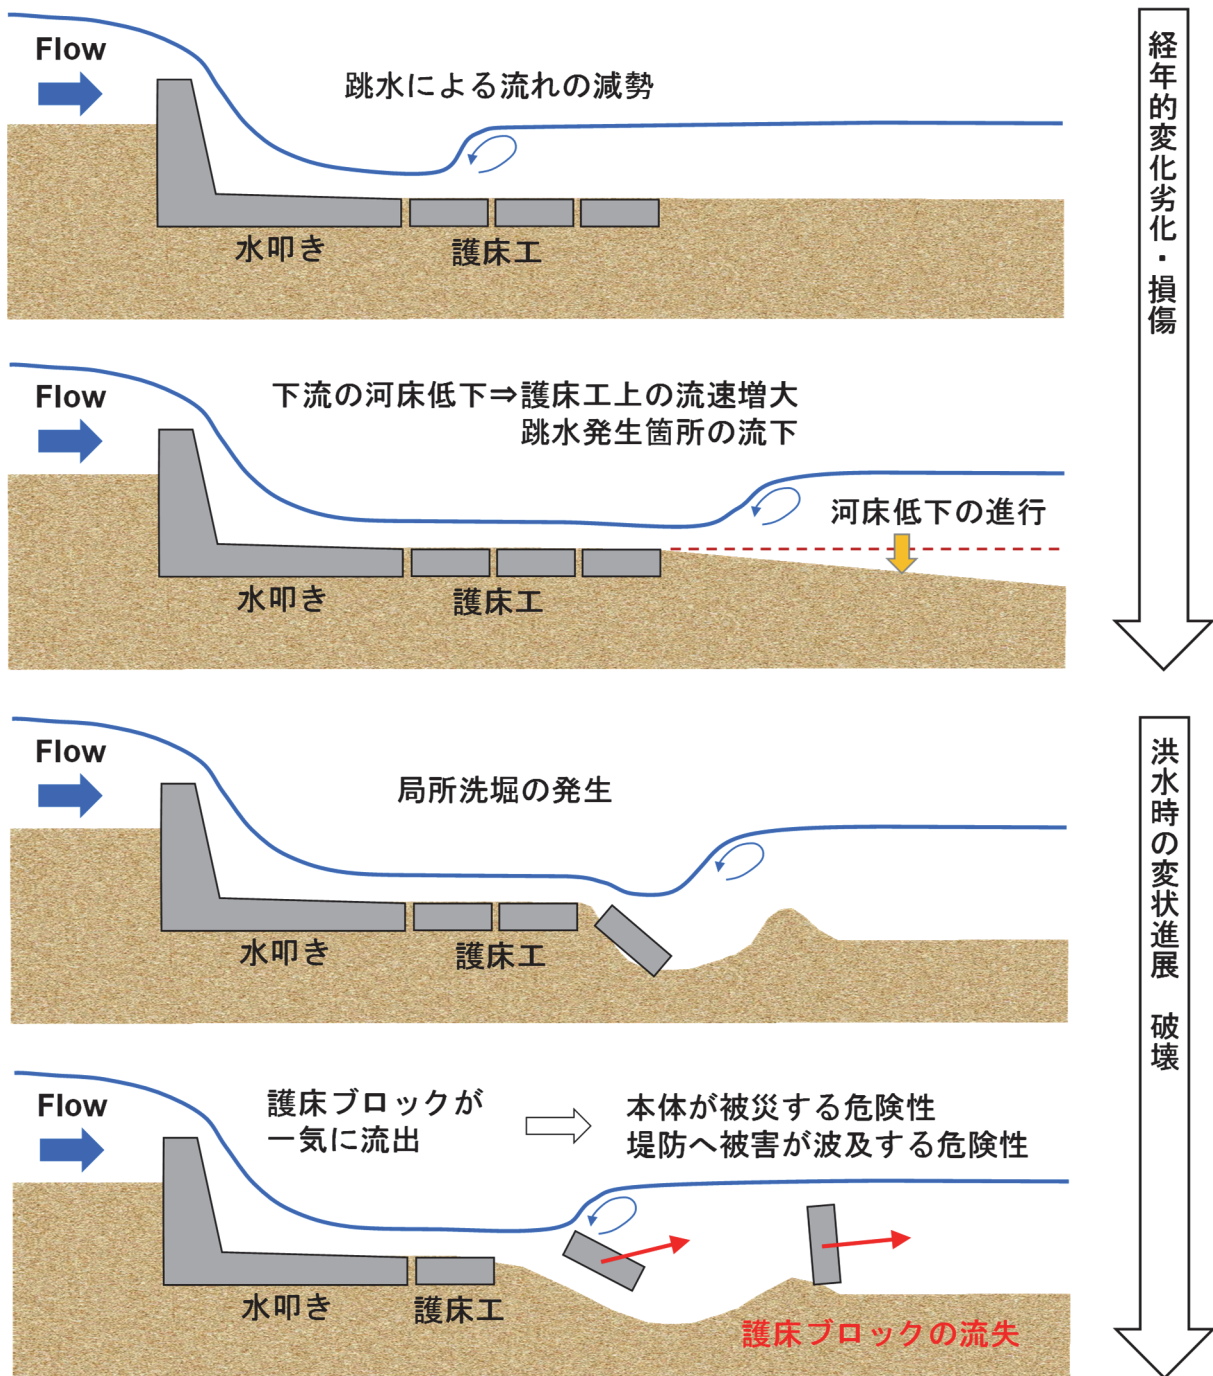 Flow
跳水による流れの減勢
水叩き
護床工
Flow
下流の河床低下⇒護床工上の流速増大
跳水発生箇所の流下
河床低下の進行
水叩き
護床工
経年的変化劣化・損傷
Flow
局所洗堀の発生
水叩き
護床工
Flow
護床ブロックが
一気に流出
本体が被災する危険性
堤防へ被害が波及する危険性
水叩き
護床工
護床ブロックの流失
洪水時の変状進展　破壊